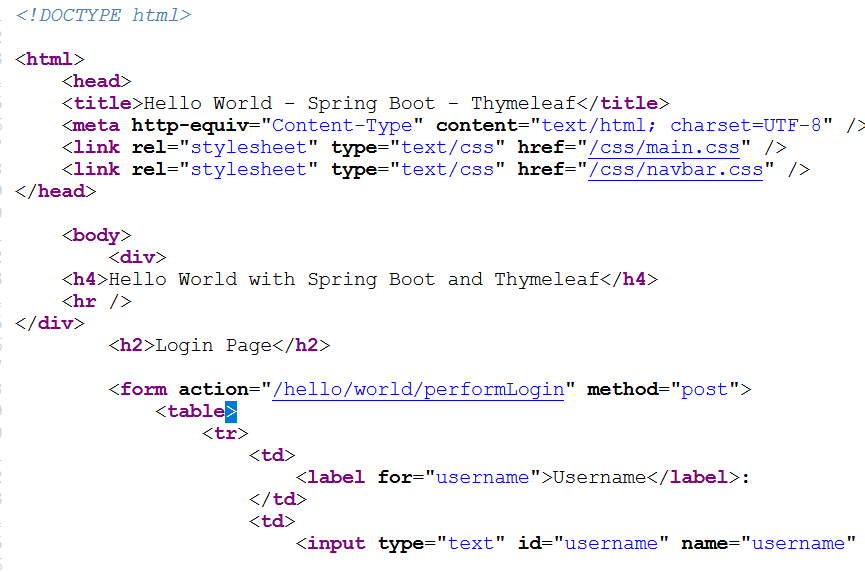 <!DOCTYPE html>
<html>
<head>
<title>Hello World - Spring Boot - Thymeleaf</title>
<meta http-equiv="Content-Type" content="text/html; charset=UTF-8" />
<link rel="stylesheet" type="text/css" href="/css/main.css" />
<link rel="stylesheet" type="text/css" href="/css/navbar.css" />
</head>
<body>
<div>
<h4>Hello World with Spring Boot and Thymeleaf</h4>
<hr />
</div>
<h2>Login Page</h2>
<form action="/hello/world/performLogin" method="post">
<table>
<tr>
<td>
<label for="username">Username</label>:
</td>
<td>
<input type="text" id="username" name="username"